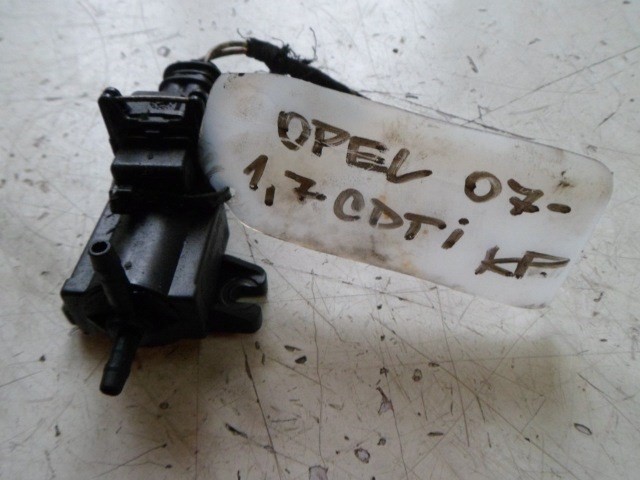 OPEL 07-
1,7 CDTi KF